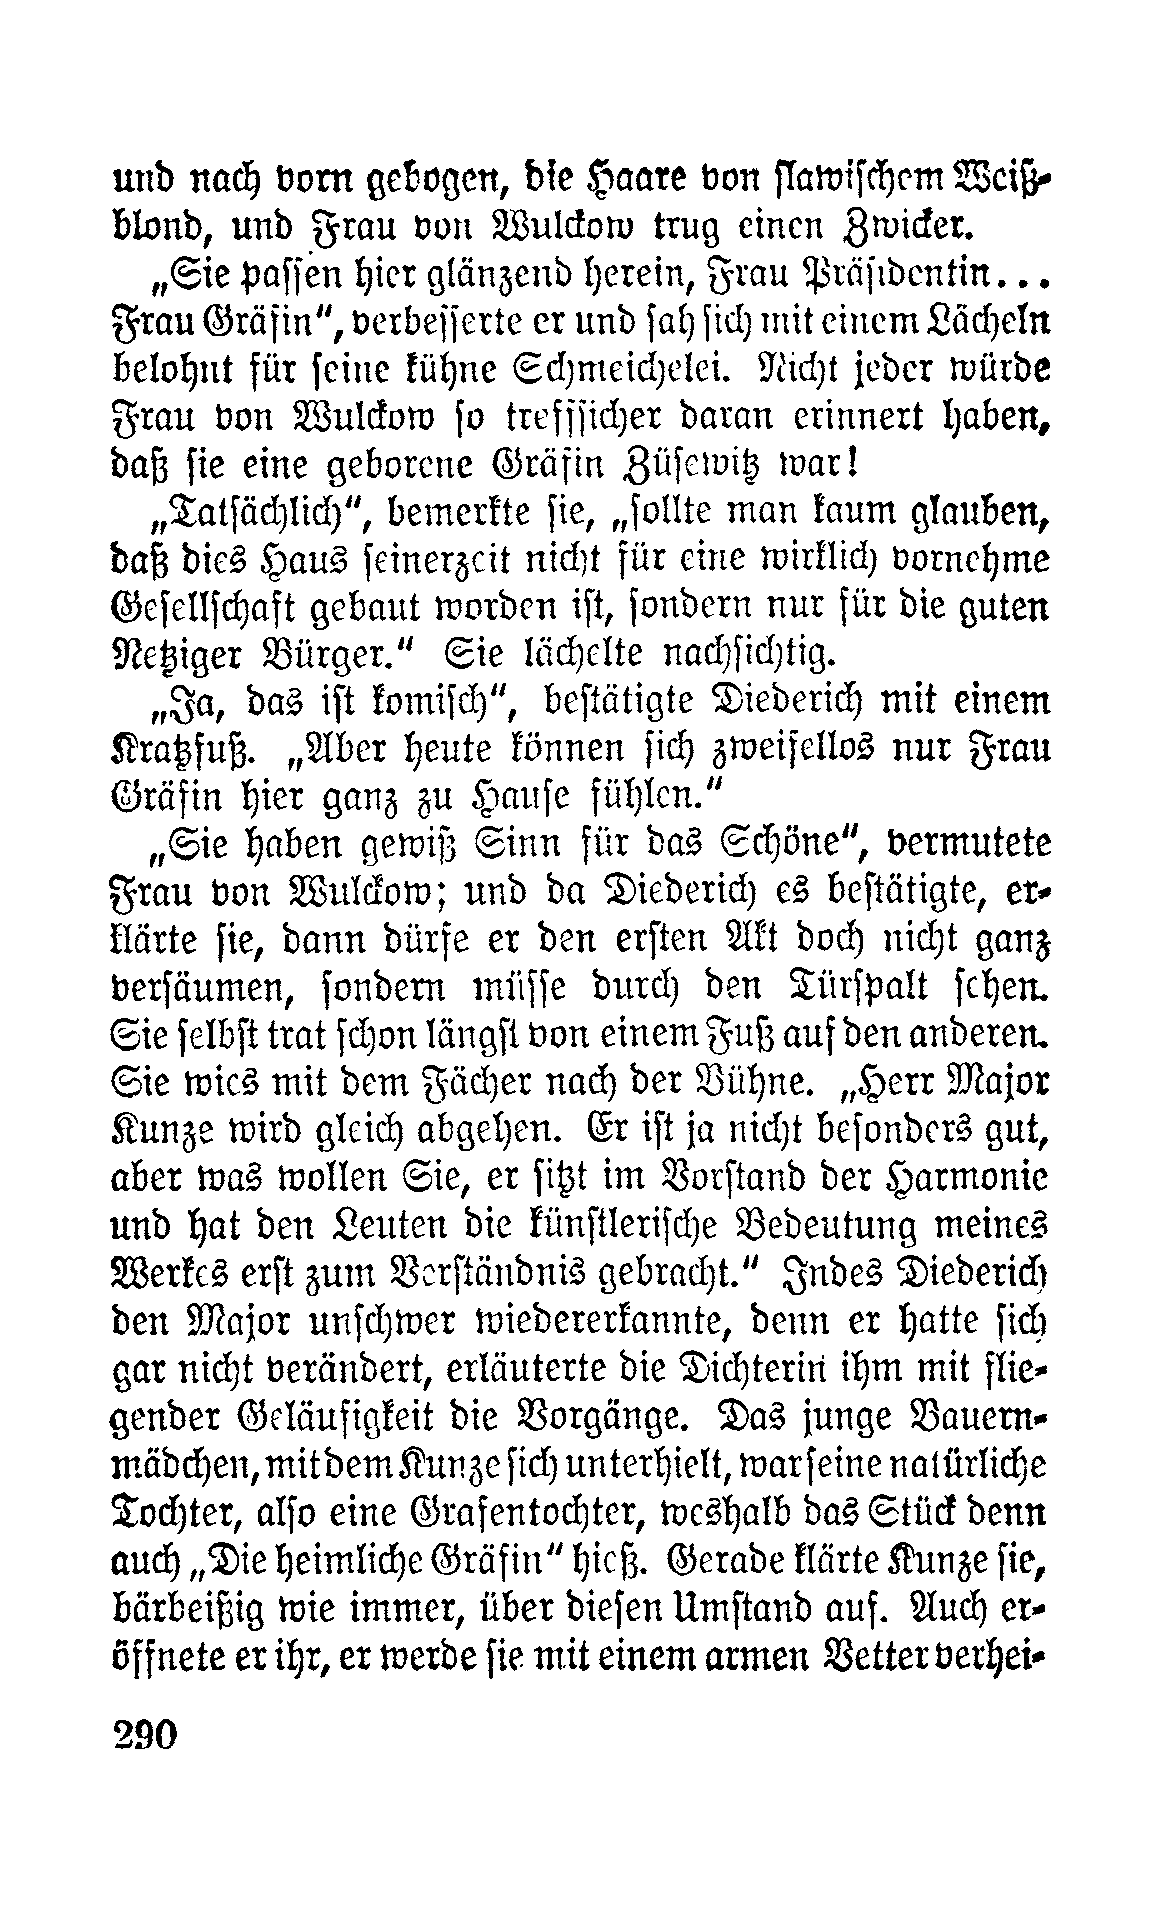 und nach vorn gebogen, die Haare von slawischem Weiß-
blond, und Frau von Wulckow trug einen Zwicker.
„Sie passen hier glänzend herein, Frau Präsidentin...
Frau Gräfin“, verbesserte er und sah sich mit einem Lächeln
belohnt für seine kühne Schmeichelei. Nicht jeder würde
Frau von Wulckow so treffsicher daran erinnert haben,
daß sie eine geborene Gräfin Züsewitz war!
„Tatsächlich“, bemerkte sie, „sollte man kaum glauben,
daß dies Haus seinerzeit nicht für eine wirklich vornehme
Gesellschaft gebaut worden ist, sondern nur für die guten
Netziger Bürger.“ Sie lächelte nachsichtig.
„Ja, das ist komisch“, bestätigte Diederich mit einem
Kratzfuß. „Aber heute können sich zweifellos nur Frau
Gräfin hier ganz zu Hause fühlen.“
„Sie haben gewiß Sinn für das Schöne“, vermutete
Frau von Wulckow; und da Diederich es bestätigte, er-
klärte sie, dann dürfe er den ersten Akt doch nicht ganz
versäumen, sondern müsse durch den Türspalt sehen.
Sie selbst trat schon längst von einem Fuß auf den anderen.
Sie wies mit dem Fächer nach der Bühne. „Herr Major
Kunze wird gleich abgehen. Er ist ja nicht besonders gut,
aber was wollen Sie, er sitzt im Vorstand der Harmonie
und hat den Leuten die künstlerische Bedeutung meines
Werkes erst zum Verständnis gebracht.“ Indes Diederich
den Major unschwer wiedererkannte, denn er hatte sich
gar nicht verändert, erläuterte die Dichterin ihm mit flie-
gender Geläufigkeit die Vorgänge. Das junge Bauern-
mädchen, mit dem Kunze sich unterhielt, war seine natürliche
Tochter, also eine Grafentochter, weshalb das Stück denn
auch „Die heimliche Gräfin“ hieß. Gerade klärte Kunze sie,
bärbeißig wie immer, über diesen Umstand auf. Auch er-
öffnete er ihr, er werde sie mit einem armen Vetter verhei-
290